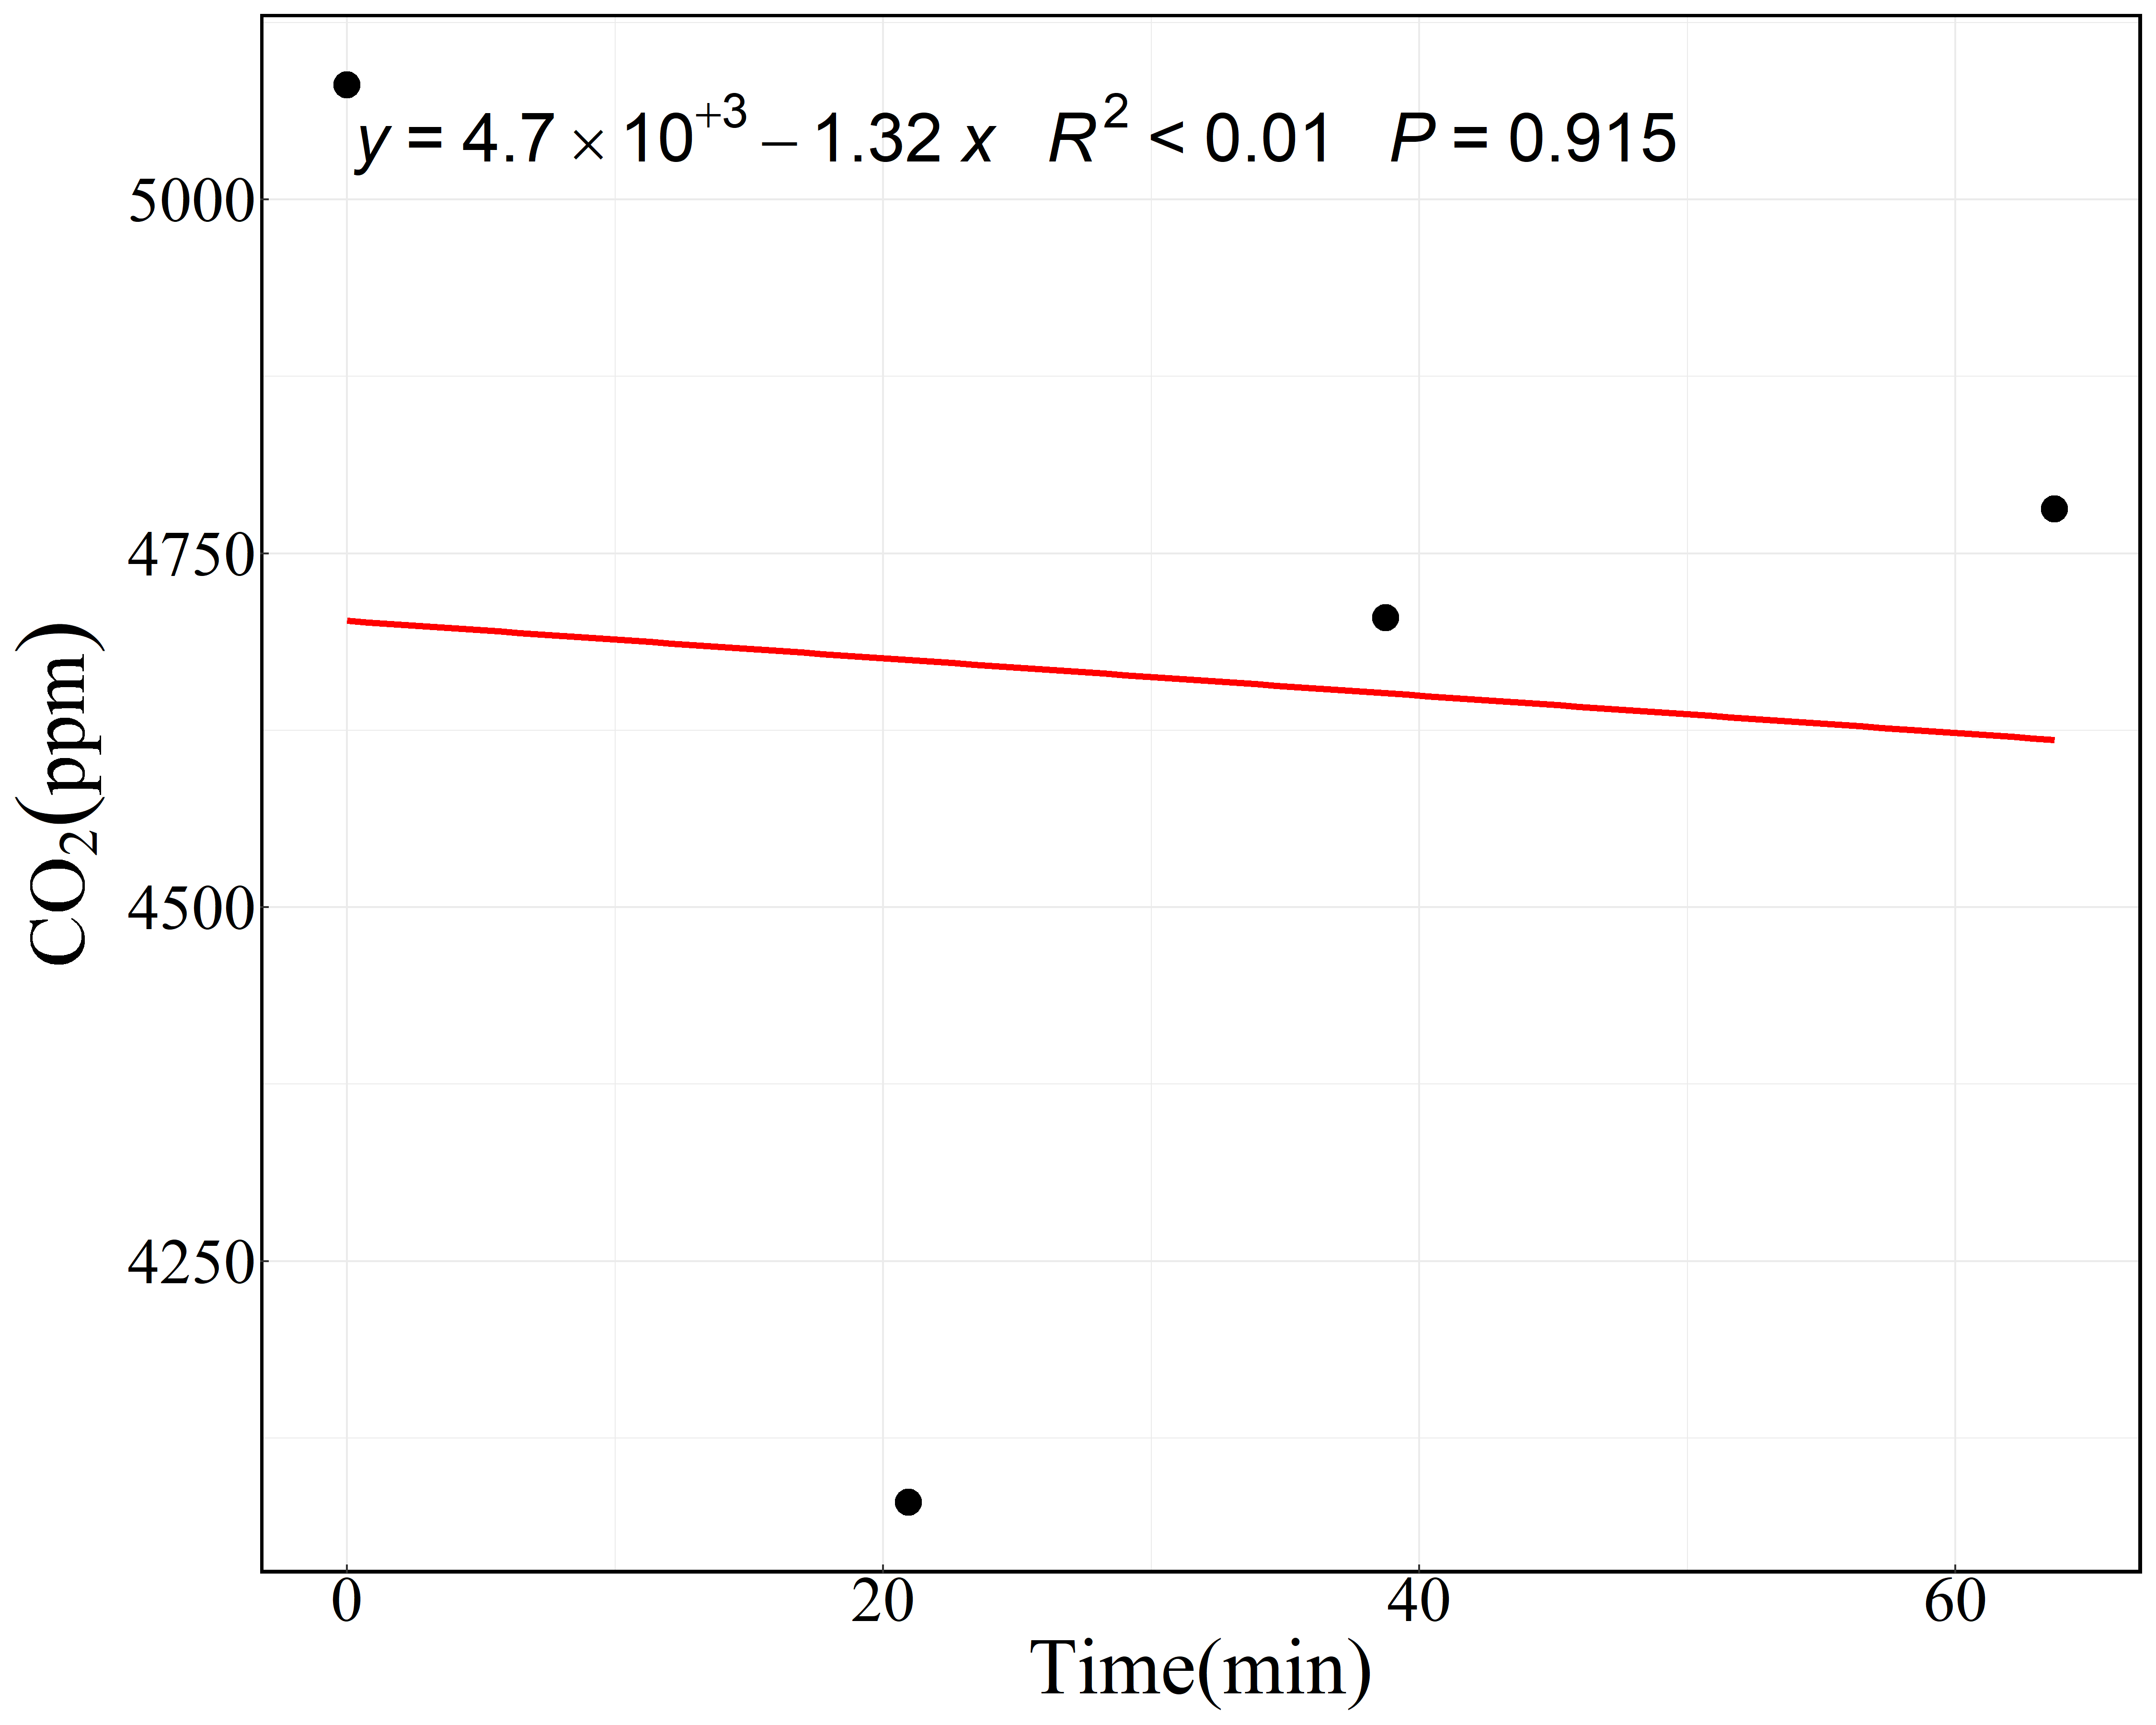 y = 4.7 × 10⁺³ – 1.32 x R² < 0.01 P = 0.915
5000
4750
4500
4250
CO₂(ppm)
0 20 40 60
Time(min)